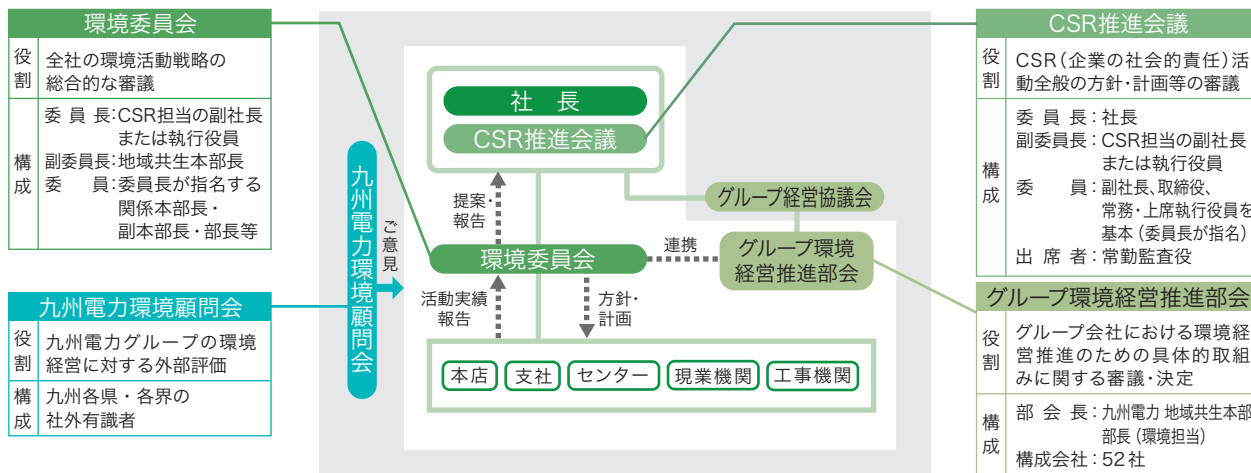 環境委員会
役割
全社の環境活動戦略の
総合的な審議
構成
委員長:CSR担当の副社長
または執行役員
副委員長:地域共生本部長
委員:委員長が指名する
関係本部長・
副本部長・部長等
九州電力環境顧問会
役割
九州電力グループの環境
経営に対する外部評価
構成
九州各県・各界の
社外有識者
九州電力環境顧問会
ご意見
社長
CSR推進会議
提案・
報告
環境委員会
連携
グループ経営協議会
グループ環境
経営推進部会
活動実績
報告
方針・
計画
本店
支社
センター
現業機関
工事機関
CSR推進会議
役割
CSR(企業の社会的責任)活
動全般の方針・計画等の審議
構成
委員長:社長
副委員長:CSR担当の副社長
または執行役員
委員:副社長、取締役、
常務・上席執行役員を
基本(委員長が指名)
出席者:常勤監査役
グループ環境経営推進部会
役割
グループ会社における環境経
営推進のための具体的取組
みに関する審議・決定
構成
部会長:九州電力 地域共生本部
部長(環境担当)
構成会社:52社